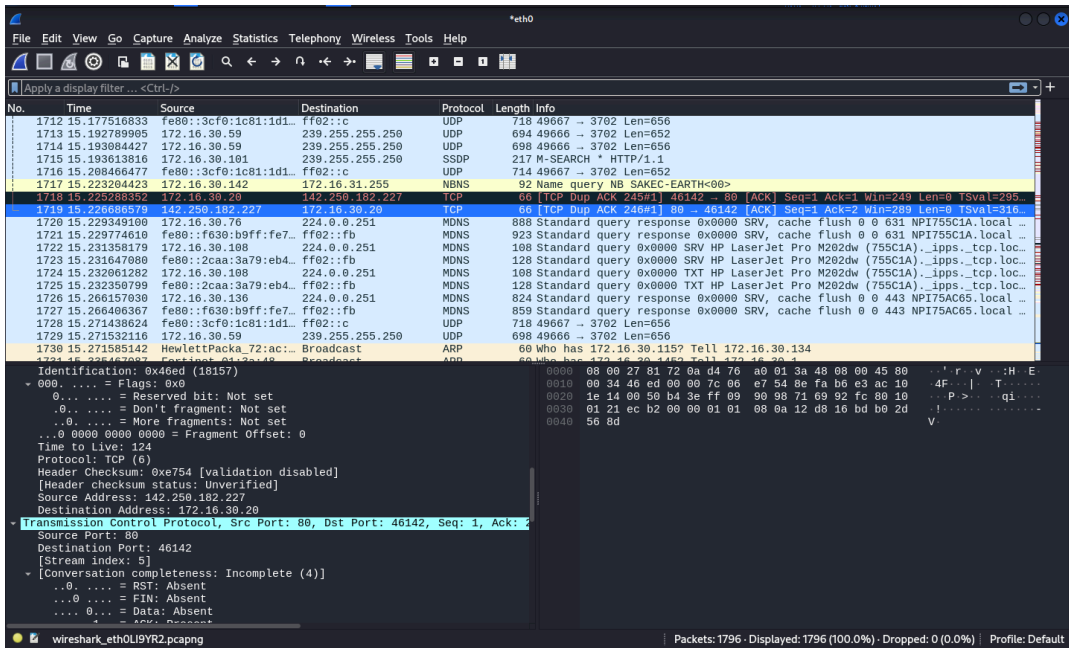 *eth0
File Edit View Go Capture Analyze Statistics Telephony Wireless Tools Help
Apply a display filter ... <Ctrl-/>
No. Time Source Destination Protocol Length Info
1712 15.177516833 fe80::3cf0:1c81:1d1… ff02::c UDP 718 49667 → 3702 Len=656
1713 15.192789905 172.16.30.59 239.255.255.250 UDP 694 49666 → 3702 Len=652
1714 15.193084427 172.16.30.59 239.255.255.250 UDP 698 49666 → 3702 Len=656
1715 15.193613816 172.16.30.101 239.255.255.250 SSDP 217 M-SEARCH * HTTP/1.1
1716 15.208466477 fe80::3cf0:1c81:1d1… ff02::c UDP 714 49667 → 3702 Len=652
1717 15.223204423 172.16.30.142 172.16.31.255 NBNS 92 Name query NB SAKEC-EARTH<00>
1718 15.225288352 172.16.30.20 142.250.182.227 TCP 66 [TCP Dup ACK 245#1] 46142 → 80 [ACK] Seq=1 Ack=1 Win=249 Len=0 TSval=295…
1719 15.226606579 142.250.182.227 172.16.30.20 TCP 66 [TCP Dup ACK 246#1] 80 → 46142 [ACK] Seq=1 Ack=2 Win=289 Len=0 TSval=316…
1720 15.229349100 172.16.30.76 224.0.0.251 MDNS 888 Standard query response 0x0000 SRV, cache flush 0 0 631 NPI755C1A.local …
1721 15.229774610 fe80::f630:b9ff:fe7… ff02::fb MDNS 923 Standard query response 0x0000 SRV, cache flush 0 0 631 NPI755C1A.local …
1722 15.231358179 172.16.30.108 224.0.0.251 MDNS 108 Standard query 0x0000 SRV HP LaserJet Pro M202dw (755C1A)._ipps._tcp.loc…
1723 15.231647080 fe80::2caa:3a79:eb4… ff02::fb MDNS 128 Standard query 0x0000 SRV HP LaserJet Pro M202dw (755C1A)._ipps._tcp.loc…
1724 15.232061282 172.16.30.108 224.0.0.251 MDNS 108 Standard query 0x0000 TXT HP LaserJet Pro M202dw (755C1A)._ipps._tcp.loc…
1725 15.232350799 fe80::2caa:3a79:eb4… ff02::fb MDNS 128 Standard query 0x0000 TXT HP LaserJet Pro M202dw (755C1A)._ipps._tcp.loc…
1726 15.266157030 172.16.30.136 224.0.0.251 MDNS 824 Standard query response 0x0000 SRV, cache flush 0 0 443 NPI75AC65.local …
1727 15.266406367 fe80::f630:b9ff:fe7… ff02::fb MDNS 859 Standard query response 0x0000 SRV, cache flush 0 0 443 NPI75AC65.local …
1728 15.271438624 fe80::3cf0:1c81:1d1… ff02::c UDP 718 49667 → 3702 Len=656
1729 15.271532116 172.16.30.59 239.255.255.250 UDP 698 49666 → 3702 Len=656
1730 15.271585142 HewlettPacka_72:ac:… Broadcast ARP 60 Who has 172.16.30.115? Tell 172.16.30.134
Identification: 0x46ed (18157)
000. .... = Flags: 0x0
0... .... = Reserved bit: Not set
.0.. .... = Don't fragment: Not set
..0. .... = More fragments: Not set
...0 0000 0000 0000 = Fragment Offset: 0
Time to Live: 124
Protocol: TCP (6)
Header Checksum: 0xe754 [validation disabled]
[Header checksum status: Unverified]
Source Address: 142.250.182.227
Destination Address: 172.16.30.20
Transmission Control Protocol, Src Port: 80, Dst Port: 46142, Seq: 1, Ack: 2
Source Port: 80
Destination Port: 46142
[Stream index: 5]
[Conversation completeness: Incomplete (4)]
..0. .... = RST: Absent
...0 .... = FIN: Absent
.... 0... = Data: Absent
0000 08 00 27 81 72 0a d4 76 a0 01 3a 48 08 00 45 80 ··'·r··v ··:H··E·
0010 00 34 46 ed 00 00 7c 06 e7 54 8e fa b6 e3 ac 10 ·4F···|· ·T······
0020 1e 14 00 50 b4 3e ff 09 90 98 71 69 92 fc 80 10 ···P·>·· ··qi····
0030 01 21 ec b2 00 00 01 01 08 0a 12 d8 16 bd b0 2d ·!······ ·······-
0040 56 8d V·
wireshark_eth0LI9YR2.pcapng
Packets: 1796 · Displayed: 1796 (100.0%) · Dropped: 0 (0.0%) Profile: Default